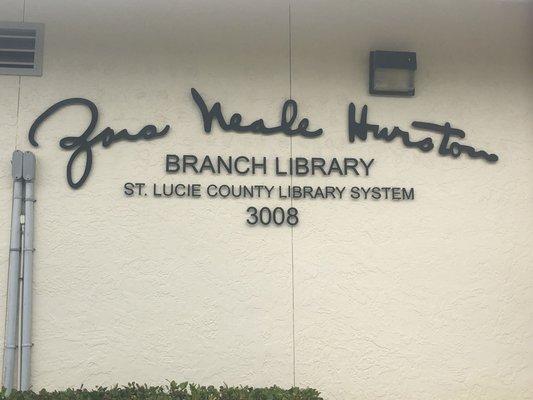 Zora Neale Hurston
BRANCH LIBRARY
ST. LUCIE COUNTY LIBRARY SYSTEM
3008